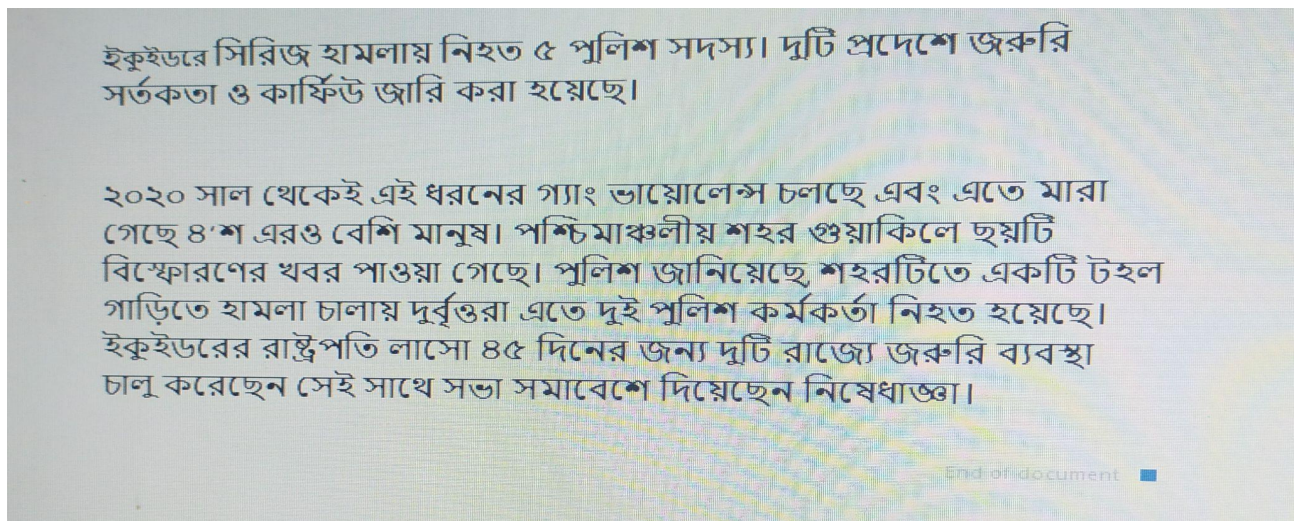 ইকুইডরে সিরিজ হামলায় নিহত ৫ পুলিশ সদস্য। দুটি প্রদেশে জরুরি
সর্তকতা ও কার্ফিউ জারি করা হয়েছে।
২০২০ সাল থেকেই এই ধরনের গ্যাং ভায়োলেন্স চলছে এবং এতে মারা
গেছে ৪'শ এরও বেশি মানুষ। পশ্চিমাঞ্চলীয় শহর গুয়াকিলে ছয়টি
বিস্ফোরণের খবর পাওয়া গেছে। পুলিশ জানিয়েছে, শহরটিতে একটি টহল
গাড়িতে হামলা চালায় দুর্বৃত্তরা এতে দুই পুলিশ কর্মকর্তা নিহত হয়েছে।
ইকুইডরের রাষ্ট্রপতি লাসো ৪৫ দিনের জন্য দুটি রাজ্যে জরুরি ব্যবস্থা
চালু করেছেন সেই সাথে সভা সমাবেশে দিয়েছেন নিষেধাজ্ঞা।
End of document